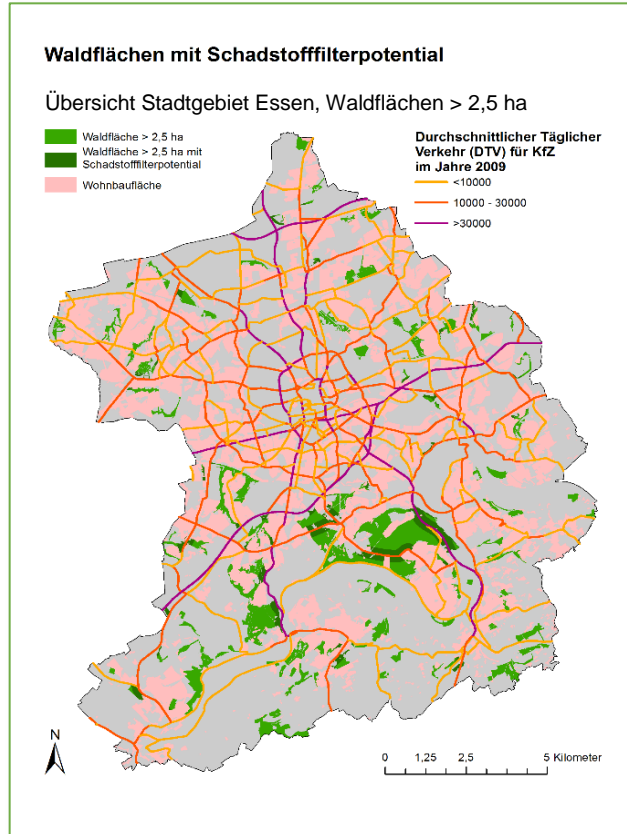 Waldflächen mit Schadstofffilterpotential
Übersicht Stadtgebiet Essen, Waldflächen > 2,5 ha
Waldfläche > 2,5 ha
Waldfläche > 2,5 ha mit
Schadstofffilterpotential
Wohnbaufläche
Durchschnittlicher Täglicher
Verkehr (DTV) für KfZ
im Jahre 2009
<10000
10000 - 30000
>30000
N
0 1,25 2,5 5 Kilometer